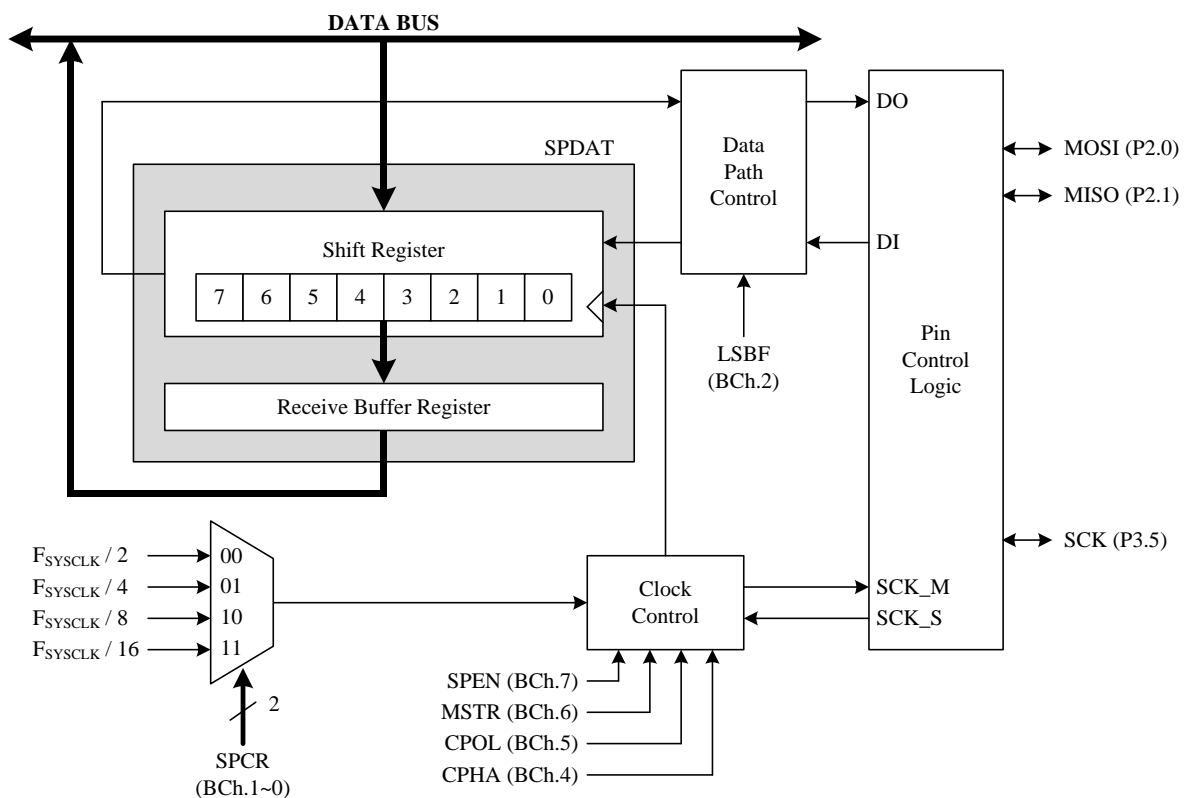 DATA BUS
SPDAT
Shift Register
7 6 5 4 3 2 1 0
Receive Buffer Register
Data
Path
Control
LSBF
(BCh.2)
DO
DI
Pin
Control
Logic
SCK_M
SCK_S
MOSI (P2.0)
MISO (P2.1)
SCK (P3.5)
FSYSCLK / 2
FSYSCLK / 4
FSYSCLK / 8
FSYSCLK / 16
00
01
10
11
2
SPCR
(BCh.1~0)
Clock
Control
SPEN (BCh.7)
MSTR (BCh.6)
CPOL (BCh.5)
CPHA (BCh.4)